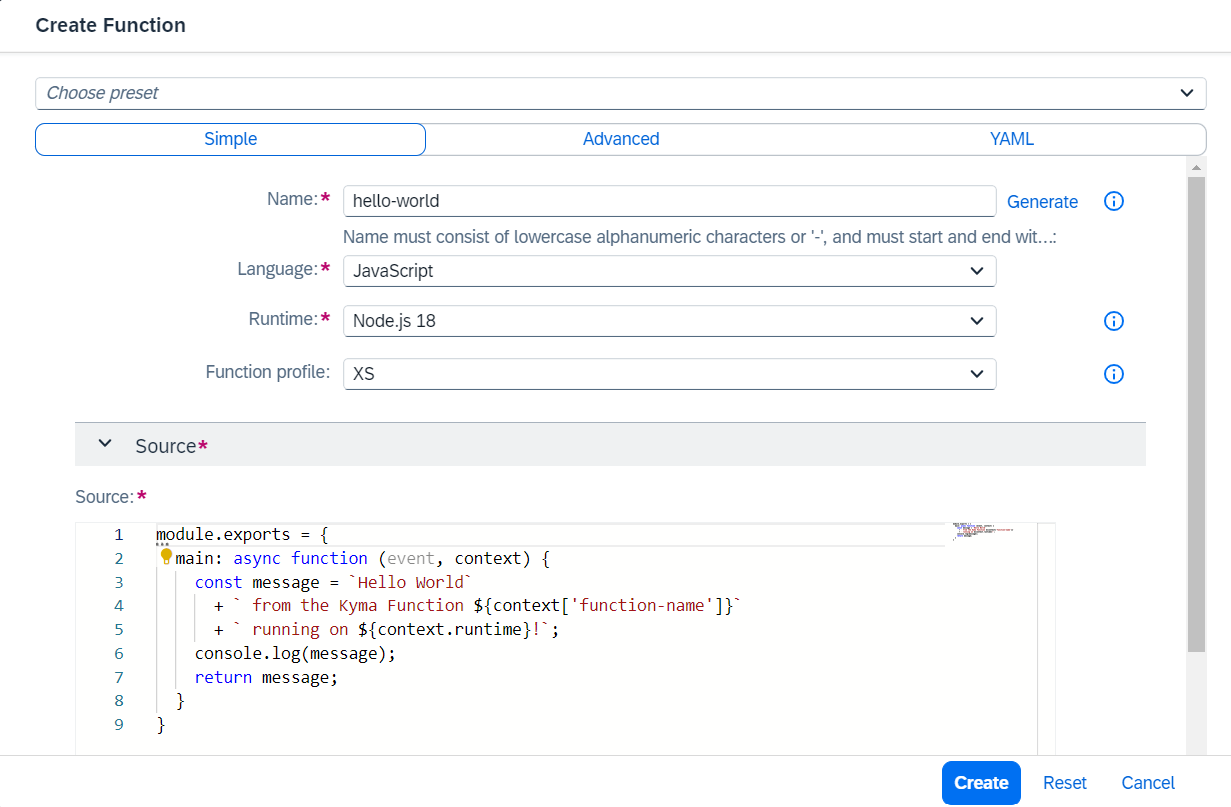 Create Function
Choose preset
Simple Advanced YAML
Name:* hello-world Generate
Name must consist of lowercase alphanumeric characters or '-', and must start and end wit...:
Language:* JavaScript
Runtime:* Node.js 18
Function profile: XS
Source*
Source:*
1 module.exports = {
2 main: async function (event, context) {
3 const message = `Hello World`
4 + ` from the Kyma Function ${context['function-name']}`
5 + ` running on ${context.runtime}!`;
6 console.log(message);
7 return message;
8 }
9 }
Create Reset Cancel